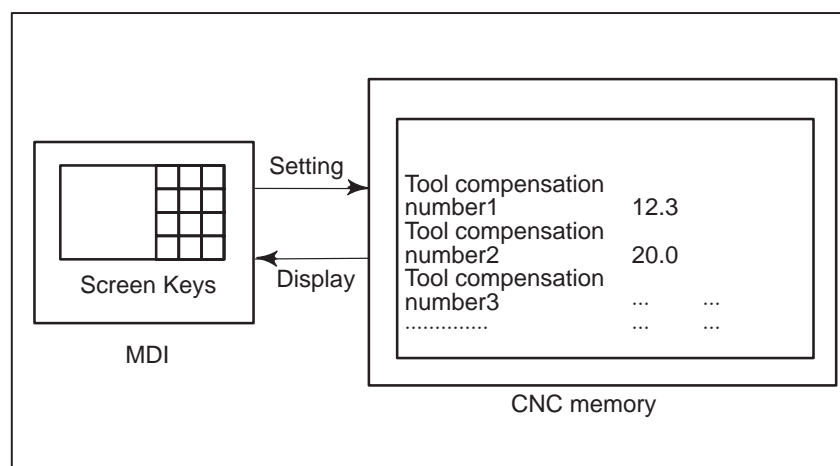 Setting
Display
Screen Keys
MDI
Tool compensation
number1 12.3
Tool compensation
number2 20.0
Tool compensation
number3 ... ...
.............. ... ...
CNC memory